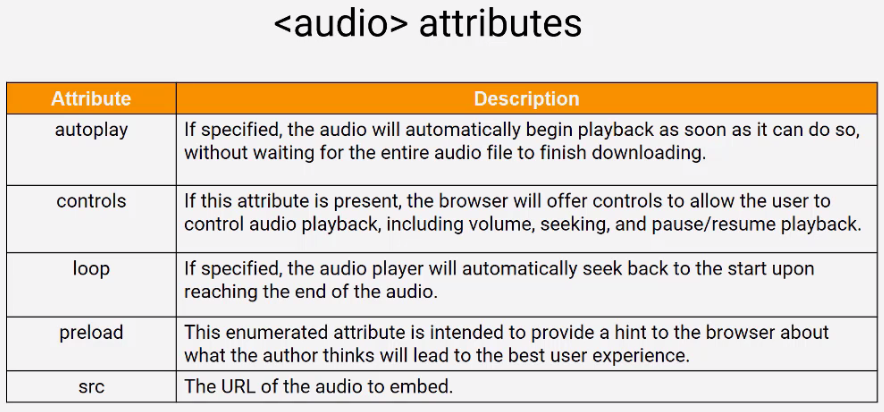 <audio> attributes
Attribute Description
autoplay If specified, the audio will automatically begin playback as soon as it can do so,
without waiting for the entire audio file to finish downloading.
controls If this attribute is present, the browser will offer controls to allow the user to
control audio playback, including volume, seeking, and pause/resume playback.
loop If specified, the audio player will automatically seek back to the start upon
reaching the end of the audio.
preload This enumerated attribute is intended to provide a hint to the browser about
what the author thinks will lead to the best user experience.
src The URL of the audio to embed.